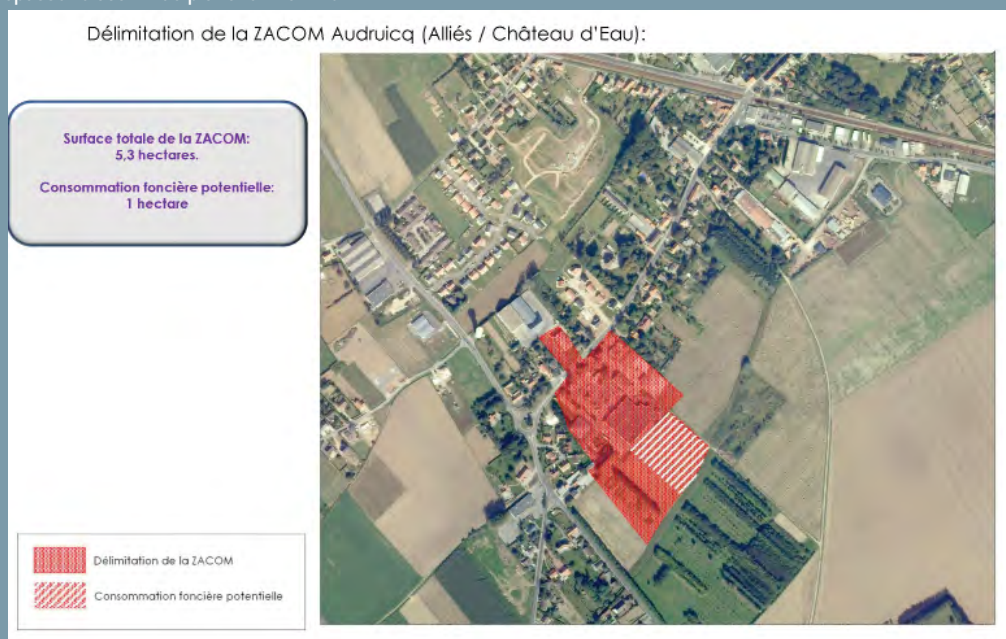 Délimitation de la ZACOM Audruicq (Alliés / Château d'Eau):
Surface totale de la ZACOM:
5,3 hectares.
Consommation foncière potentielle:
1 hectare
Délimitation de la ZACOM
Consommation foncière potentielle